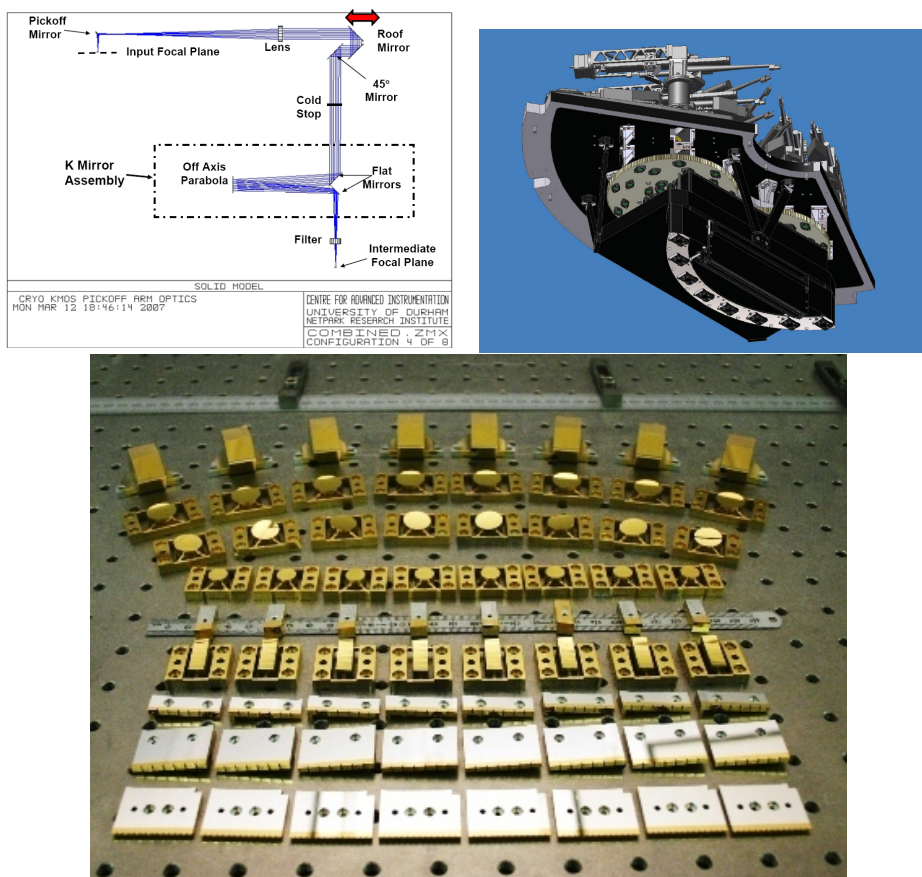 Pickoff
Mirror
Input Focal Plane
Lens
Roof
Mirror
45° 
Mirror
Cold
Stop
K Mirror
Assembly
Off Axis
Parabola
Flat
Mirrors
Filter
Intermediate
Focal Plane
SOLID MODEL
CRYO KMOS PICKOFF ARM OPTICS
MON MAR 12 18:46:14 2007
CENTRE FOR ADVANCED INSTRUMENTATION
UNIVERSITY OF DURHAM
NETPARK RESEARCH INSTITUTE
COMBINED.ZMX
CONFIGURATION 4 OF 8